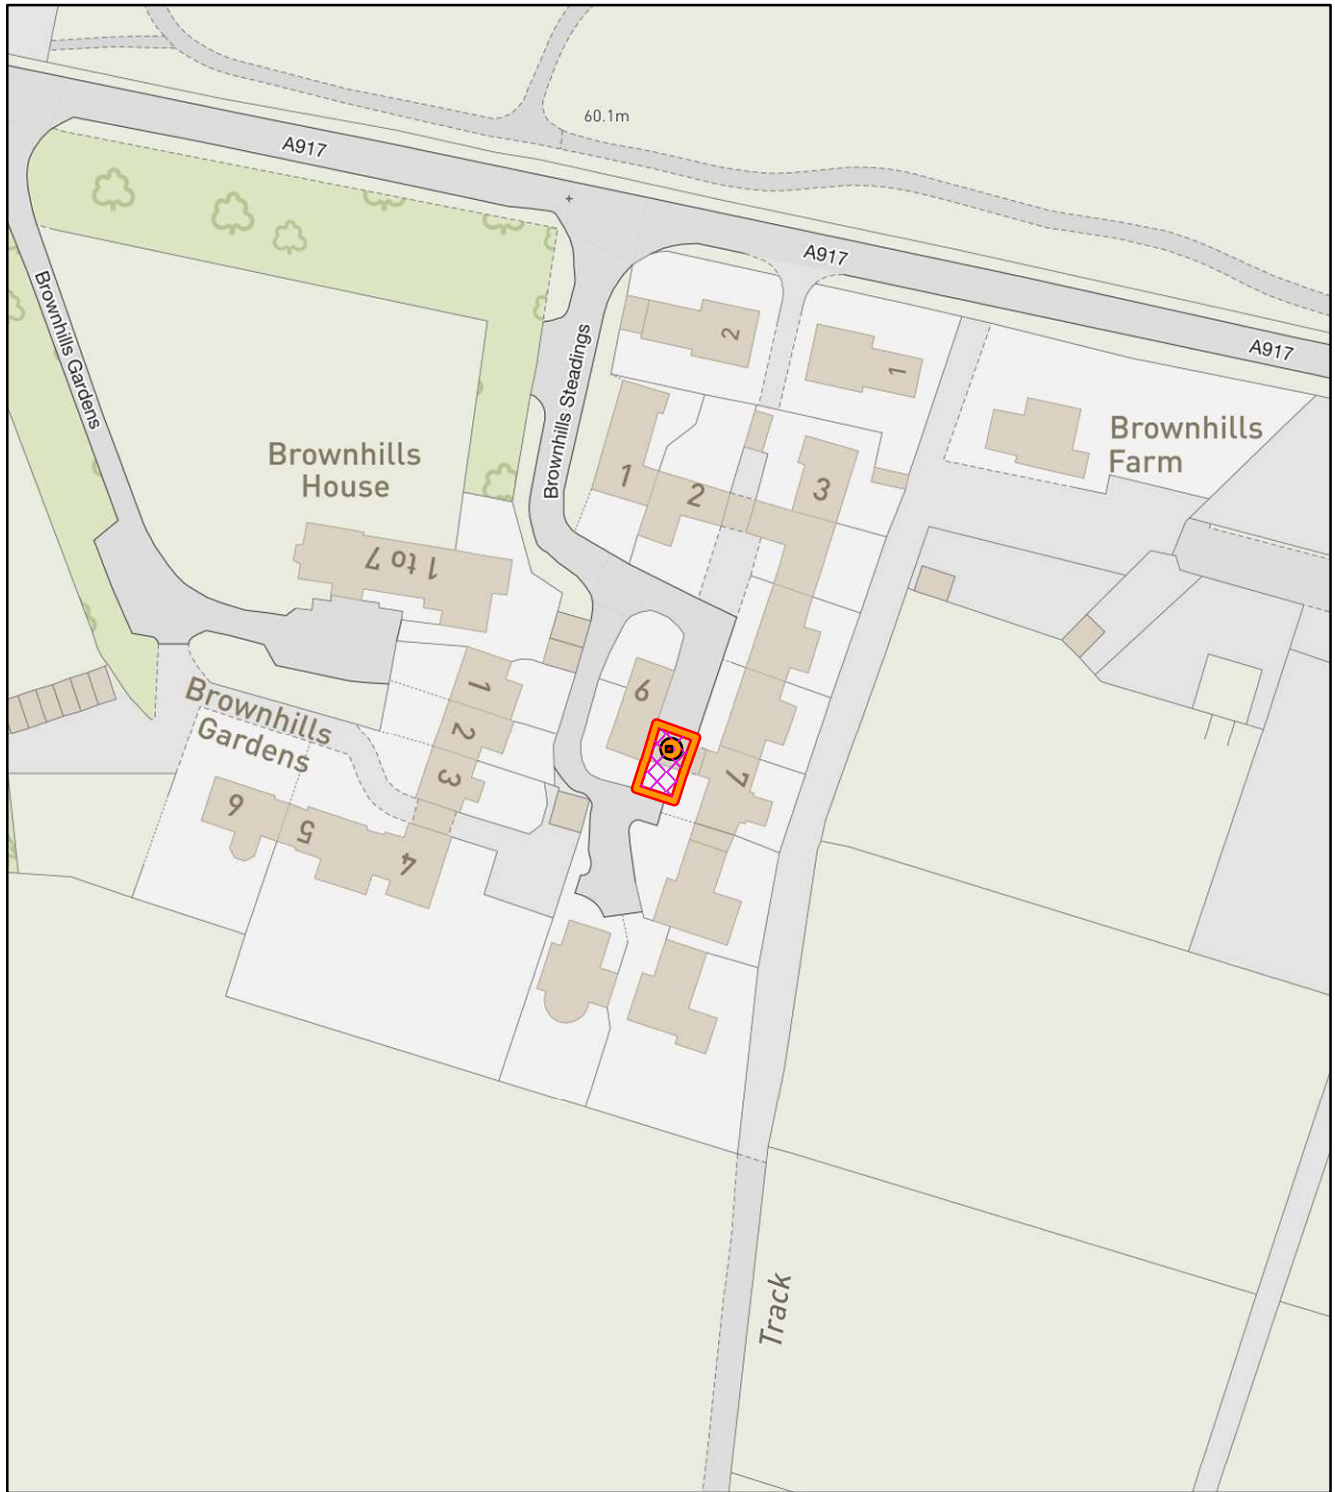 60.1m
A917
A917
A917
Brownhills Gardens
Brownhills Steadings
2
1
Brownhills
Farm
Brownhills
House
1
2
3
1 to 7
6
1
2
3
Brownhills
Gardens
7
6
5
4
Track